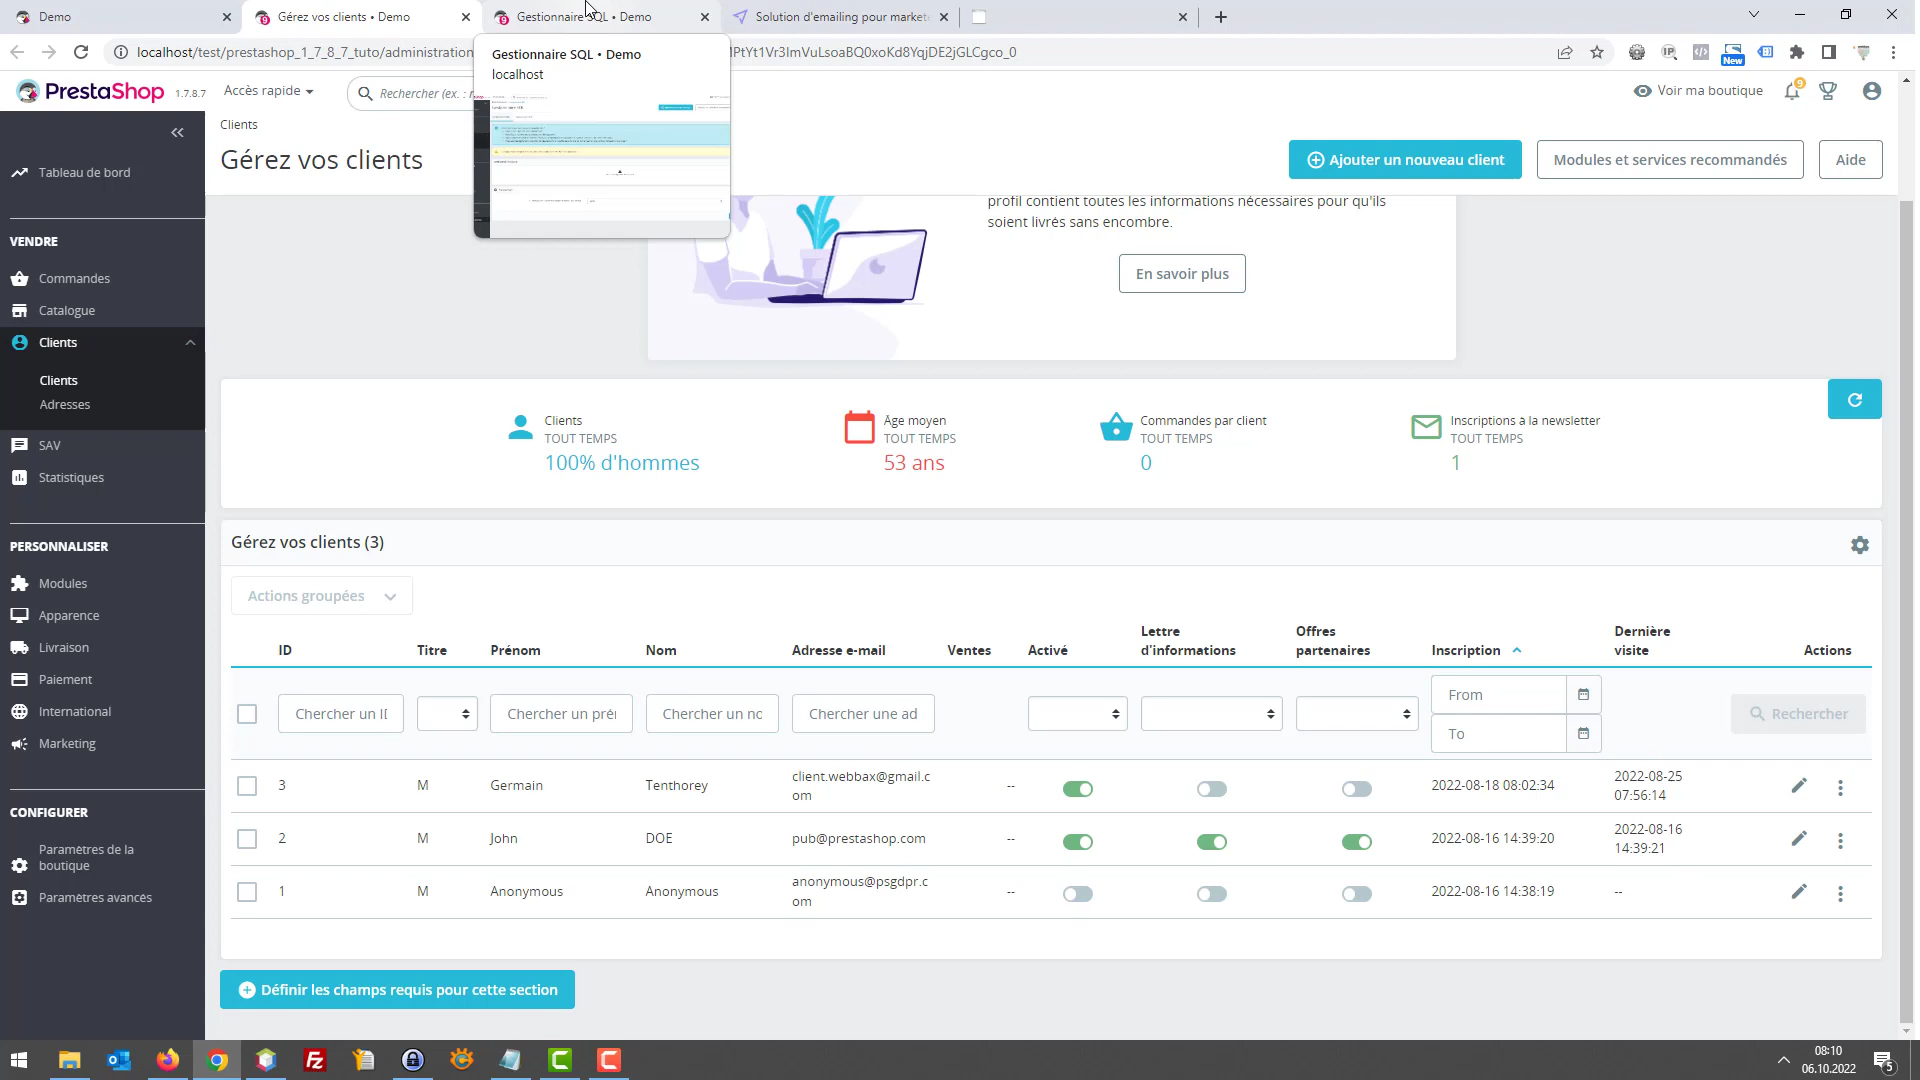 Demo
Gérez vos clients • Demo
Gestionnaire SQL • Demo
Solution d'emailing pour market
localhost/test/prestashop_1_7_8_7_tuto/administration
IPtYt1Vr3ImVuLsoaBQ0xoKd8YqjDE2jGLCgco_0
New
Gestionnaire SQL • Demo
localhost
PrestaShop
1.7.8.7
Accès rapide
Rechercher (ex. : r
Voir ma boutique
9
Clients
Gérez vos clients
Ajouter un nouveau client
Modules et services recommandés
Aide
Tableau de bord
VENDRE
Commandes
Catalogue
Clients
Clients
Adresses
SAV
Statistiques
PERSONNALISER
Modules
Apparence
Livraison
Paiement
International
Marketing
CONFIGURER
Paramètres de la
boutique
Paramètres avancés
profil contient toutes les informations nécessaires pour qu'ils
soient livrés sans encombre.
En savoir plus
Clients
TOUT TEMPS
100% d'hommes
Âge moyen
TOUT TEMPS
53 ans
Commandes par client
TOUT TEMPS
0
Inscriptions à la newsletter
TOUT TEMPS
1
Gérez vos clients (3)
Actions groupées
ID Titre Prénom Nom Adresse e-mail Ventes Activé Lettre d'informations Offres partenaires Inscription Dernière visite Actions
Chercher un II Chercher un prér Chercher un no Chercher une ad From Rechercher
To
3 M Germain Tenthorey client.webbax@gmail.c -- 2022-08-18 08:02:34 2022-08-25
om 07:56:14
2 M John DOE pub@prestashop.com -- 2022-08-16 14:39:20 2022-08-16
14:39:21
1 M Anonymous Anonymous anonymous@psgdpr.c -- 2022-08-16 14:38:19 --
om
Définir les champs requis pour cette section
08:10
06.10.2022
5